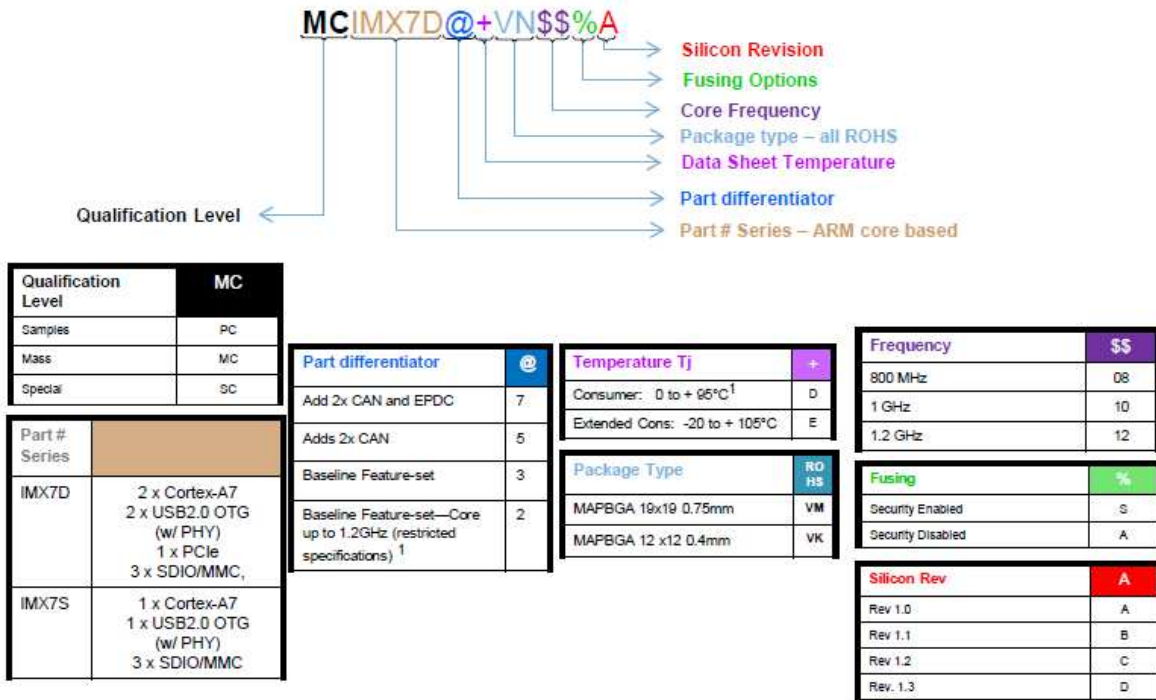 MCIMX7D@+VN$$%A
Silicon Revision
Fusing Options
Core Frequency
Package type – all ROHS
Data Sheet Temperature
Part differentiator
Qualification Level
Part # Series – ARM core based
Qualification Level MC
Samples PC
Mass MC
Special SC
Part # Series
IMX7D 2 x Cortex-A7
2 x USB2.0 OTG
(w/ PHY)
1 x PCIe
3 x SDIO/MMC,
IMX7S 1 x Cortex-A7
1 x USB2.0 OTG
(w/ PHY)
3 x SDIO/MMC
Part differentiator @
Add 2x CAN and EPDC 7
Adds 2x CAN 5
Baseline Feature-set 3
Baseline Feature-set—Core 2
up to 1.2GHz (restricted
specifications) 1
Temperature Tj +
Consumer: 0 to + 95°C1 D
Extended Cons: -20 to + 105°C E
Package Type RO
HS
MAPBGA 19x19 0.75mm VM
MAPBGA 12 x12 0.4mm VK
Frequency $$
800 MHz 08
1 GHz 10
1.2 GHz 12
Fusing %
Security Enabled S
Security Disabled A
Silicon Rev A
Rev 1.0 A
Rev 1.1 B
Rev 1.2 C
Rev. 1.3 D